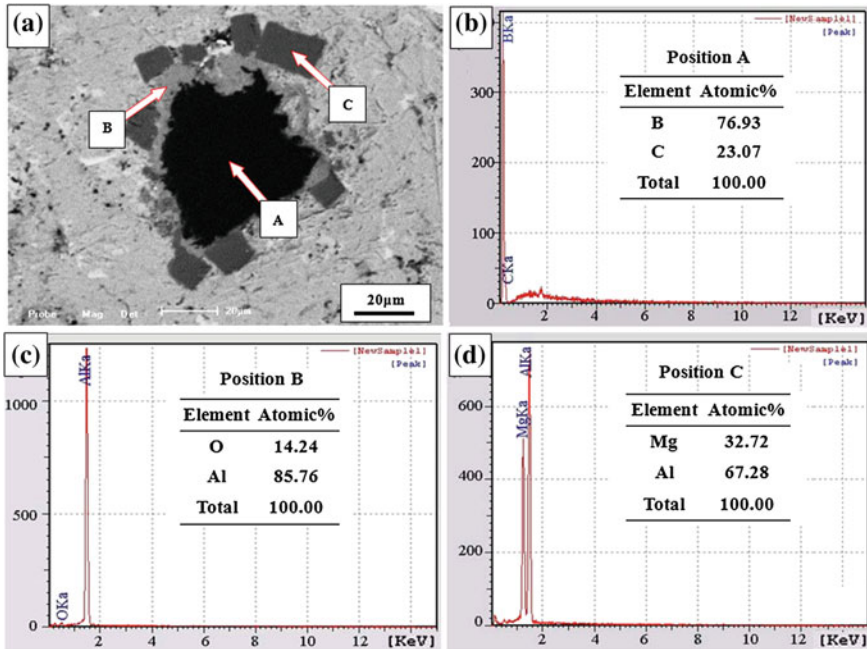 (a)
B
C
A
Probe Mag Det 20µm
20µm
(b)
[NewSample1]
[Peak]
BKa
CKa
Position A
Element Atomic%
B 76.93
C 23.07
Total 100.00
300
200
100
0
2 4 6 8 10 12
[KeV]
(c)
[NewSample1]
[Peak]
AlKa
OKa
Position B
Element Atomic%
O 14.24
Al 85.76
Total 100.00
1000
500
0
2 4 6 8 10 12 14
[KeV]
(d)
[NewSample1]
[Peak]
MgKa
AlKa
Position C
Element Atomic%
Mg 32.72
Al 67.28
Total 100.00
600
400
200
0
2 4 6 8 10 12
[KeV]